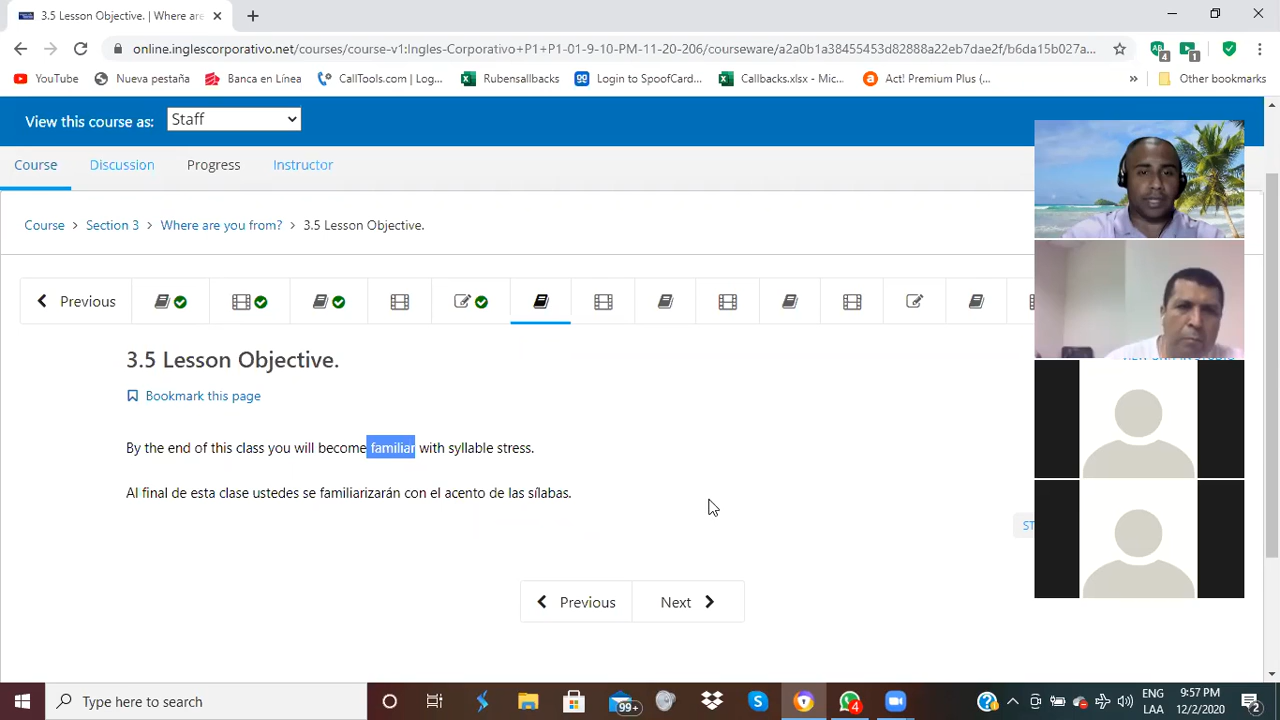 3.5 Lesson Objective. | Where are
online.inglescorporativo.net/courses/course-v1:Ingles-Corporativo+P1+P1-01-9-10-PM-11-20-206/courseware/a2a0b1a38455453d82888a22eb7dae2f/b6da15b027a...
4
1
YouTube
Nueva pestaña
Banca en Línea
CallTools.com | Log...
Rubensallbacks
Login to SpoofCard...
Callbacks.xlsx - Mic...
Act! Premium Plus (...
»
Other bookmarks
View this course as:
Staff
Course
Discussion
Progress
Instructor
Course > Section 3 > Where are you from? > 3.5 Lesson Objective.
Previous
3.5 Lesson Objective.
Bookmark this page
By the end of this class you will become familiar with syllable stress.
Al final de esta clase ustedes se familiarizarán con el acento de las sílabas.
ST
Previous
Next
Type here to search
99+
4
ENG
LAA
9:57 PM
12/2/2020
2